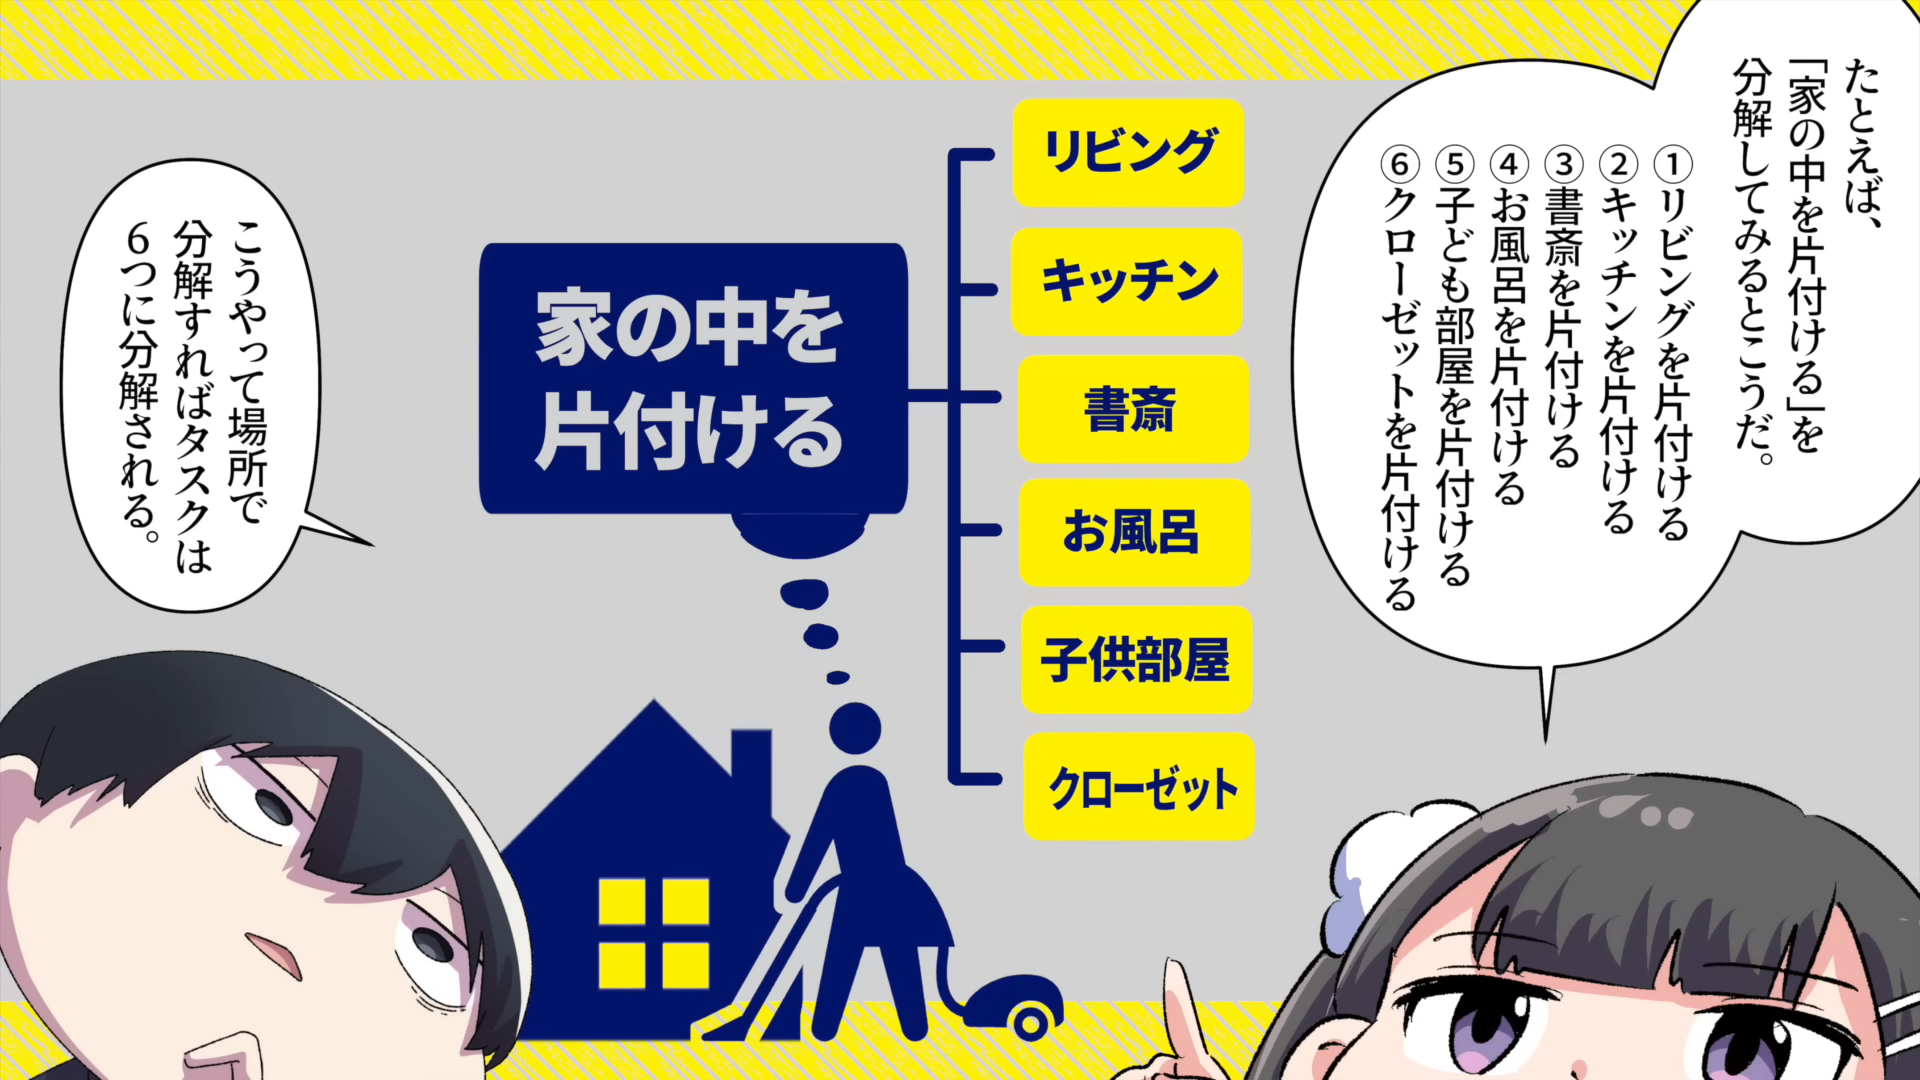 たとえば、
「家の中を片付ける」を
分解してみるとこうだ。
①リビングを片付ける
②キッチンを片付ける
③書斎を片付ける
④お風呂を片付ける
⑤子ども部屋を片付ける
⑥クローゼットを片付ける
家の中を
片付ける
リビング
キッチン
書斎
お風呂
子供部屋
クローゼット
こうやって場所で
分解すればタスクは
6つに分解される。